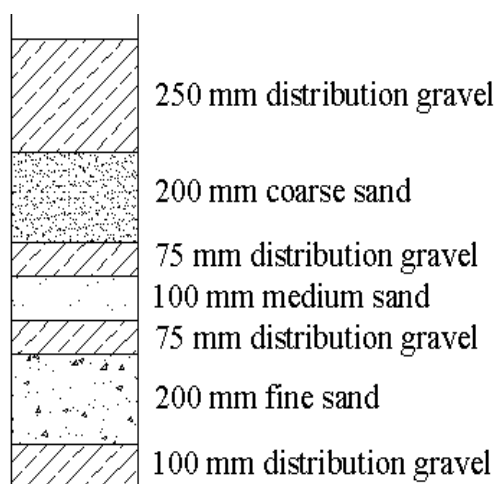 250 mm distribution gravel
200 mm coarse sand
75 mm distribution gravel
100 mm medium sand
75 mm distribution gravel
200 mm fine sand
100 mm distribution gravel